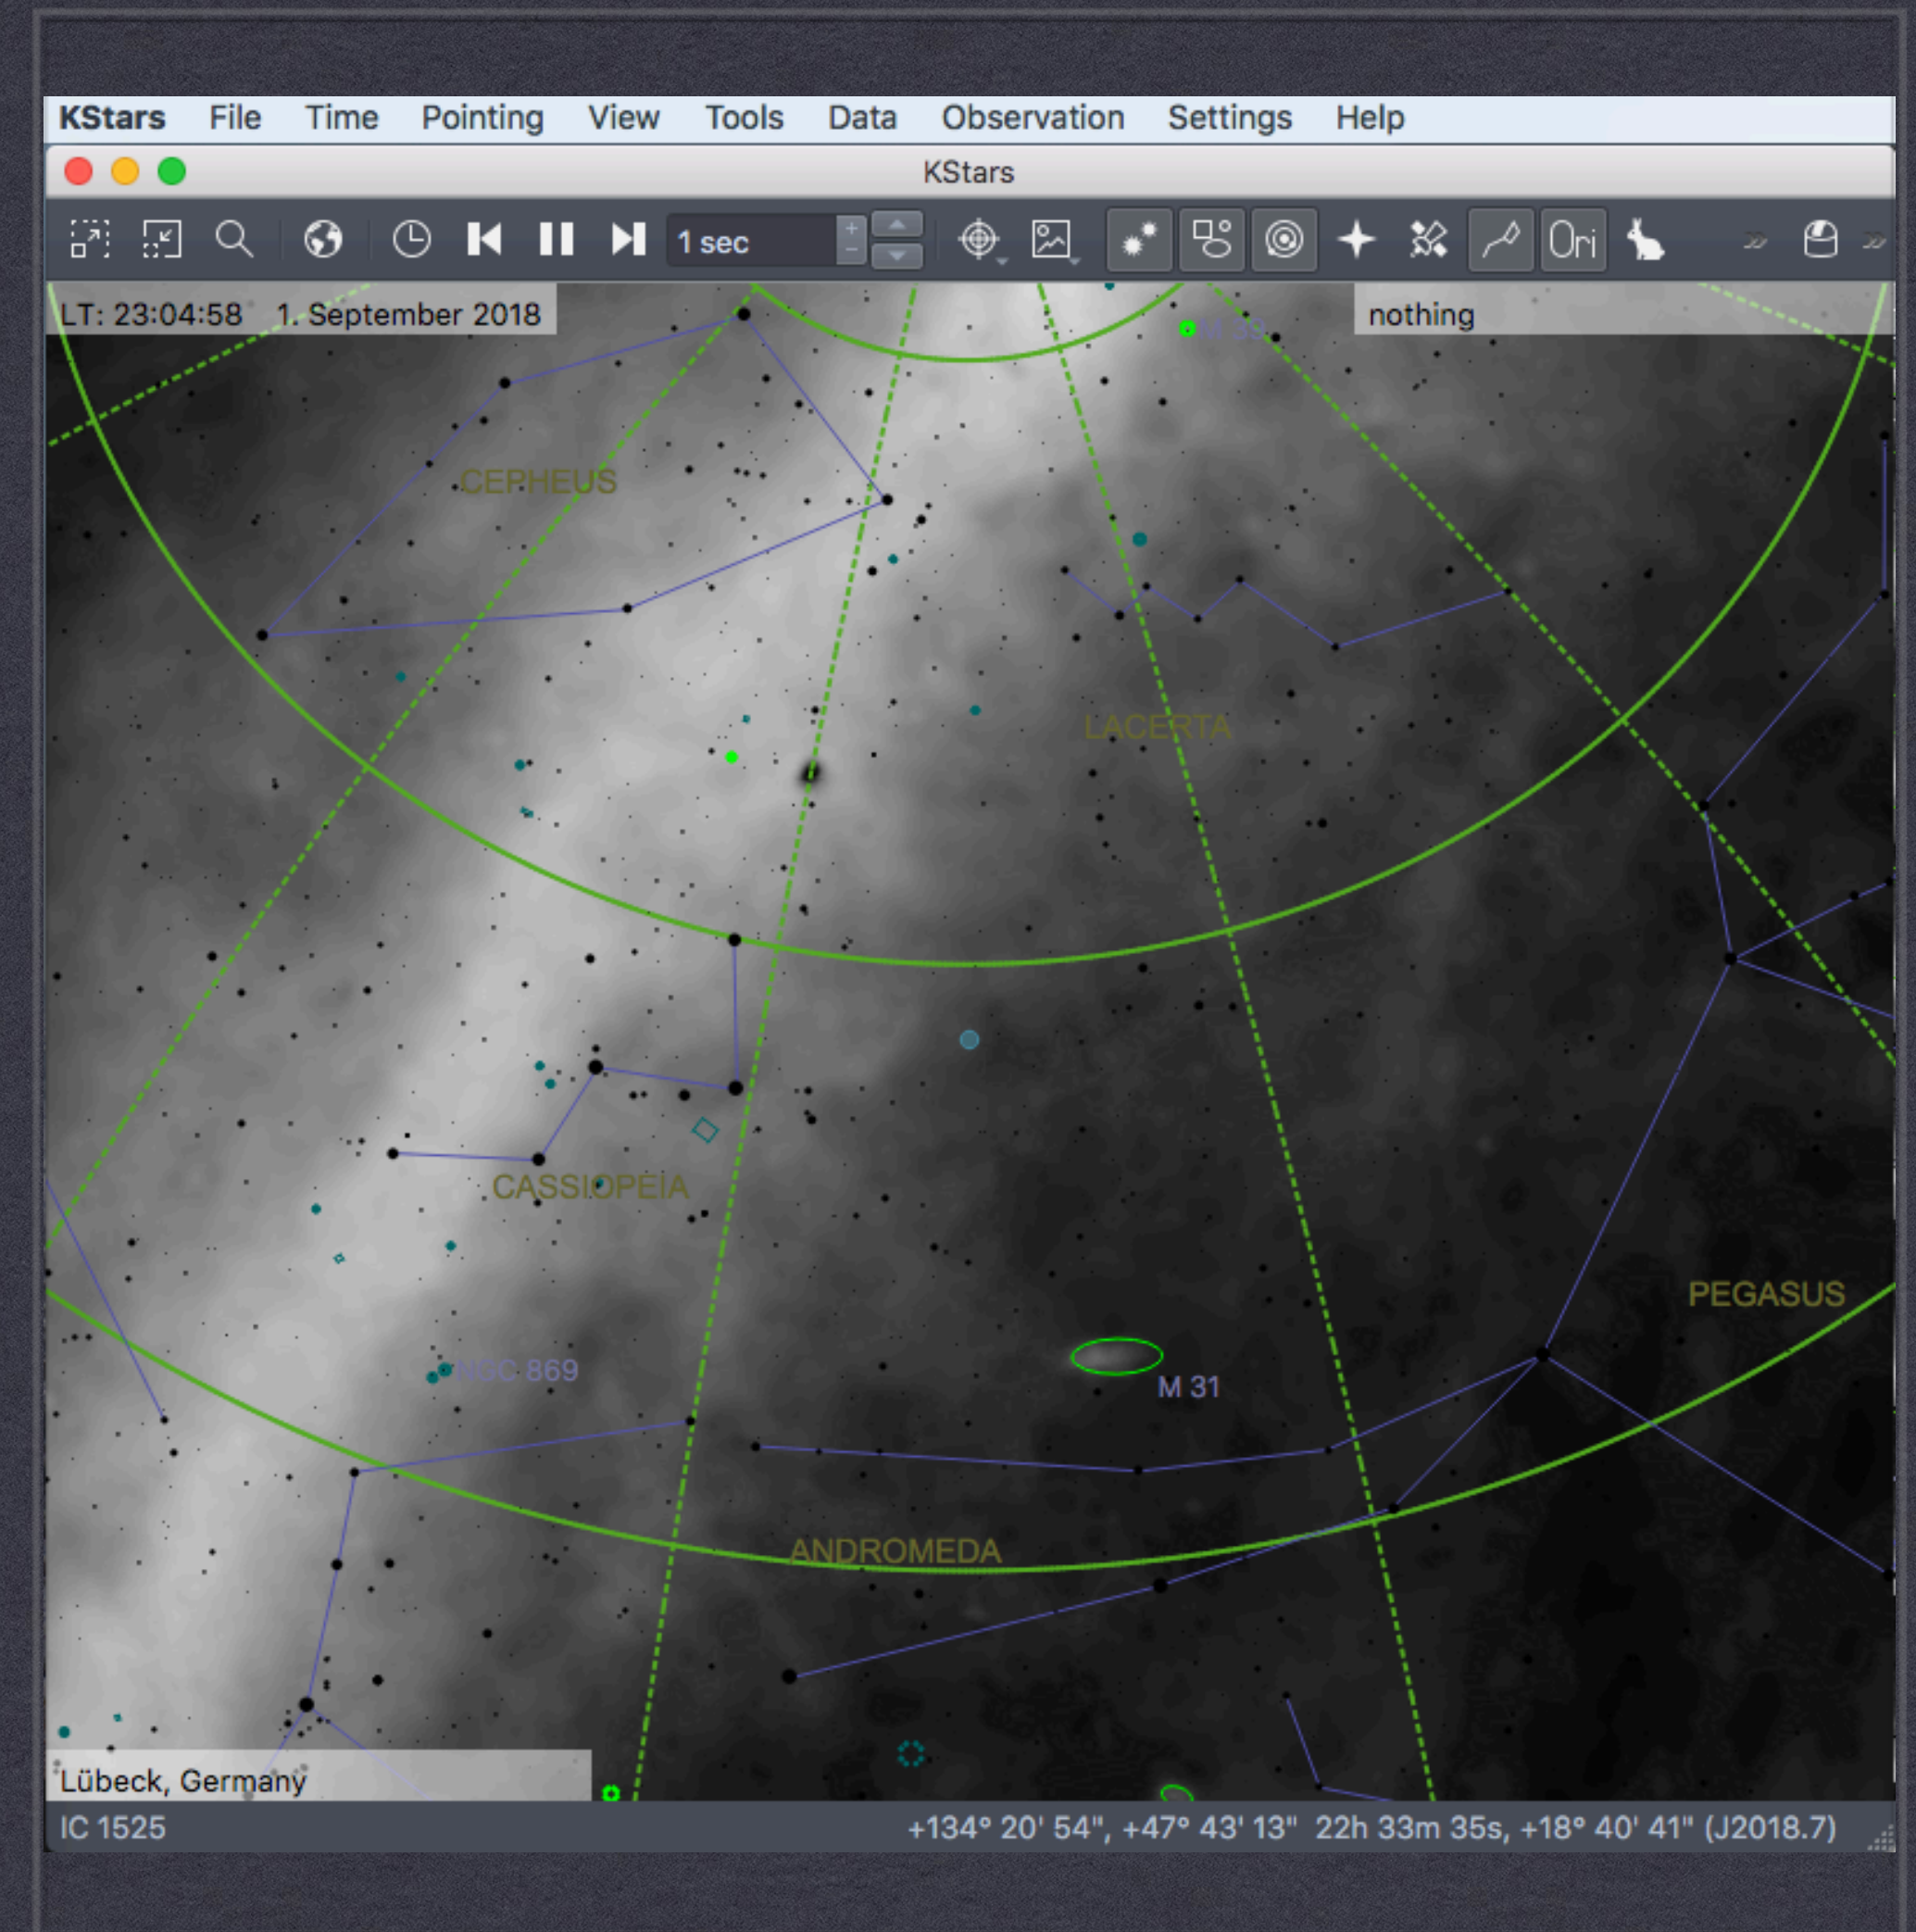 KStars File Time Pointing View Tools Data Observation Settings Help
KStars
1 sec + − Ori
LT: 23:04:58 1. September 2018
nothing
M 39
CEPHEUS
LACERTA
CASSIOPEIA
PEGASUS
NGC 869
M 31
ANDROMEDA
Lübeck, Germany
IC 1525 +134° 20' 54", +47° 43' 13" 22h 33m 35s, +18° 40' 41" (J2018.7)